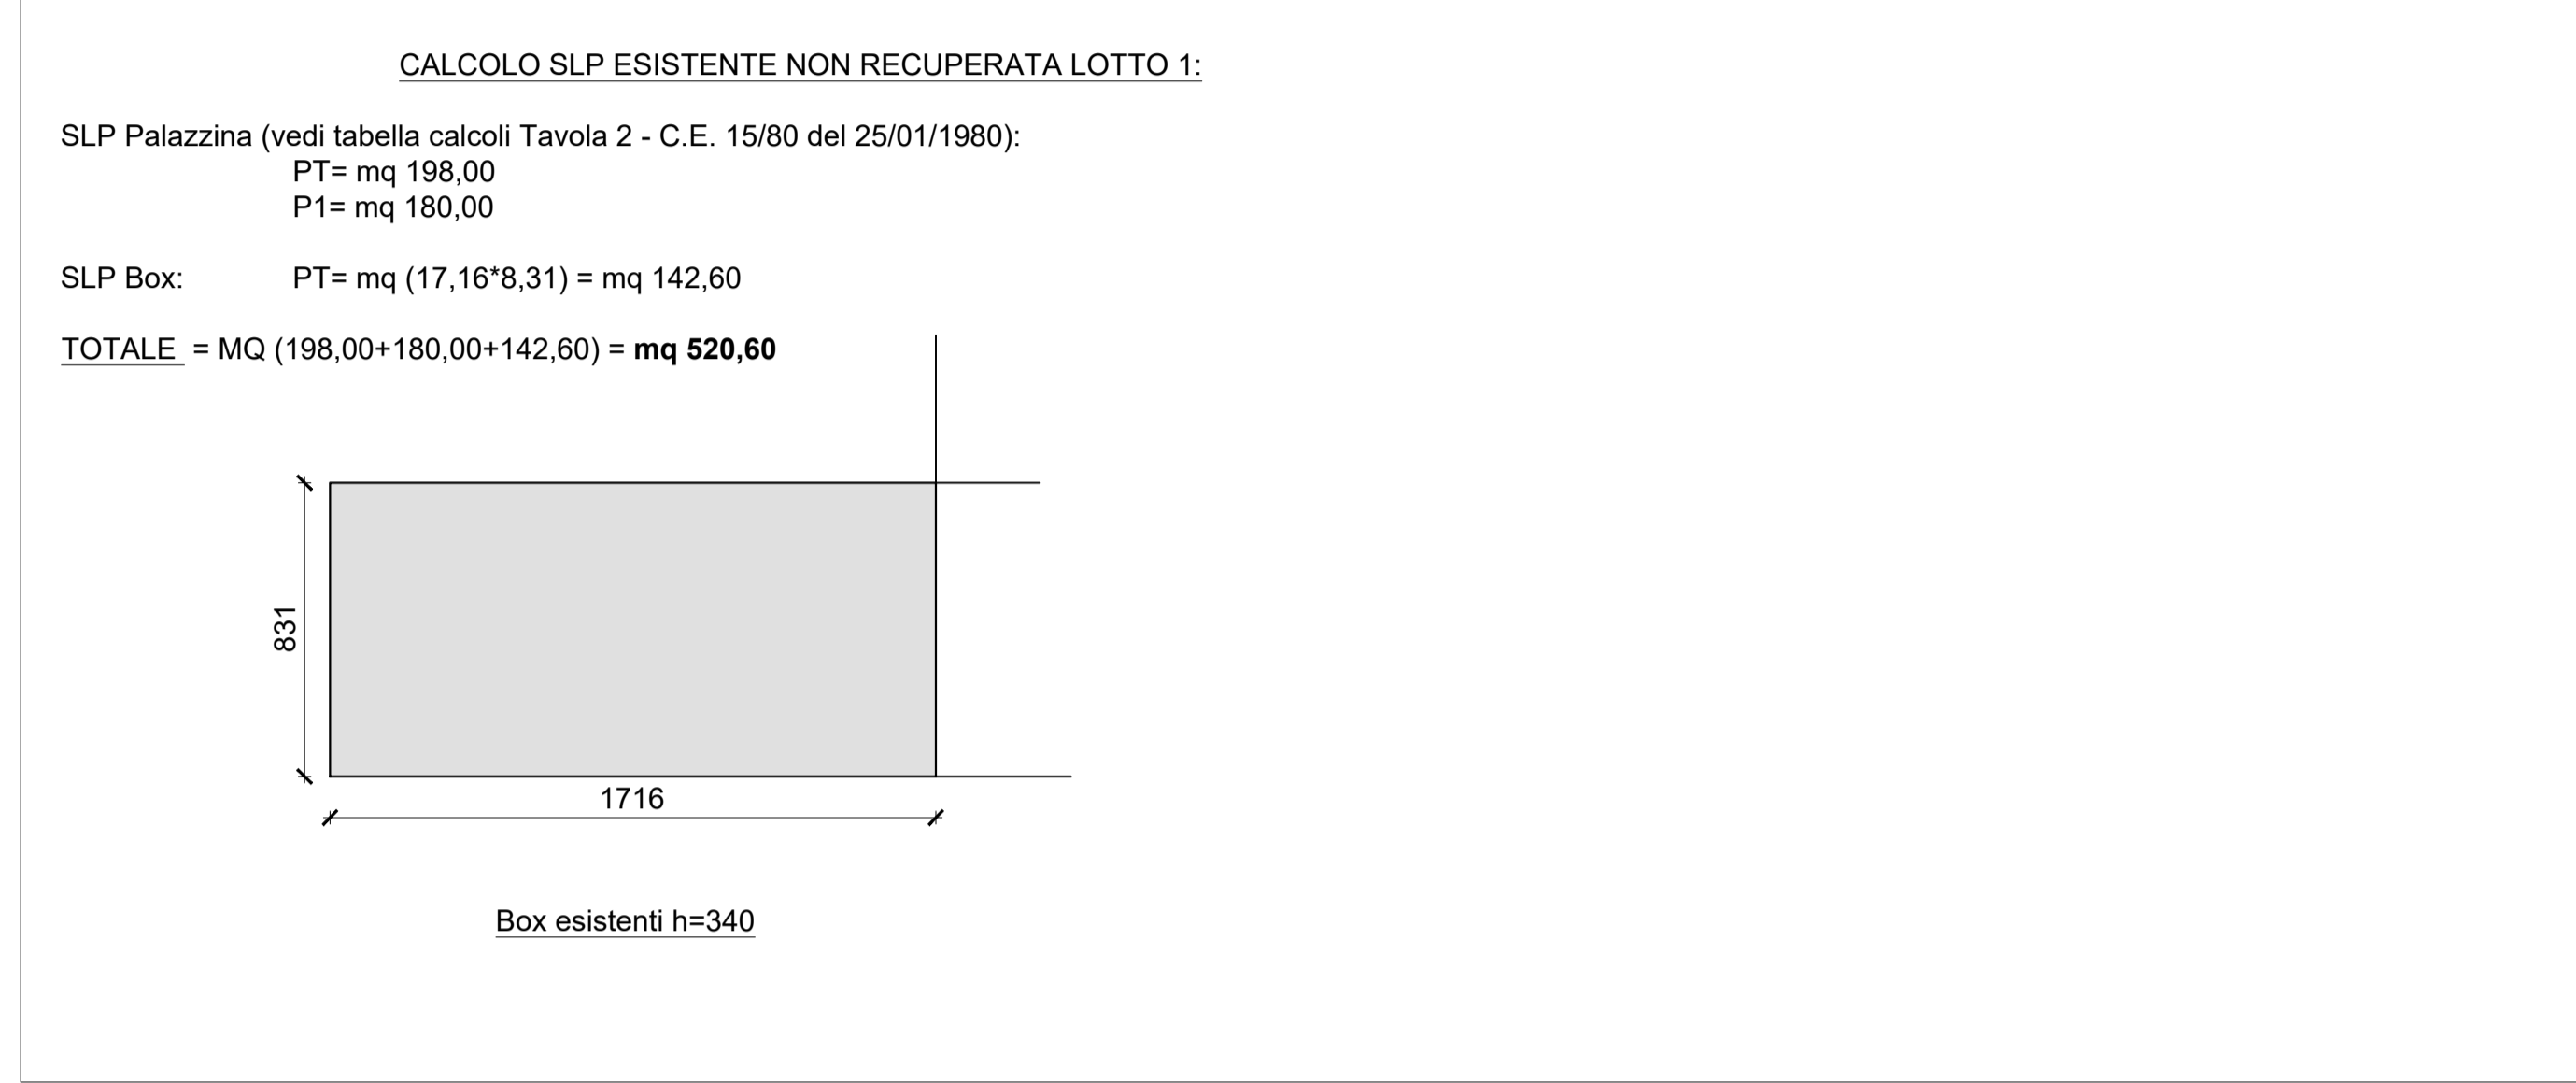 CALCOLO SLP ESISTENTE NON RECUPERATA LOTTO 1:
SLP Palazzina (vedi tabella calcoli Tavola 2 - C.E. 15/80 del 25/01/1980):
PT= mq 198,00
P1= mq 180,00
SLP Box: PT= mq (17,16*8,31) = mq 142,60
TOTALE = MQ (198,00+180,00+142,60) = mq 520,60
831
1716
Box esistenti h=340